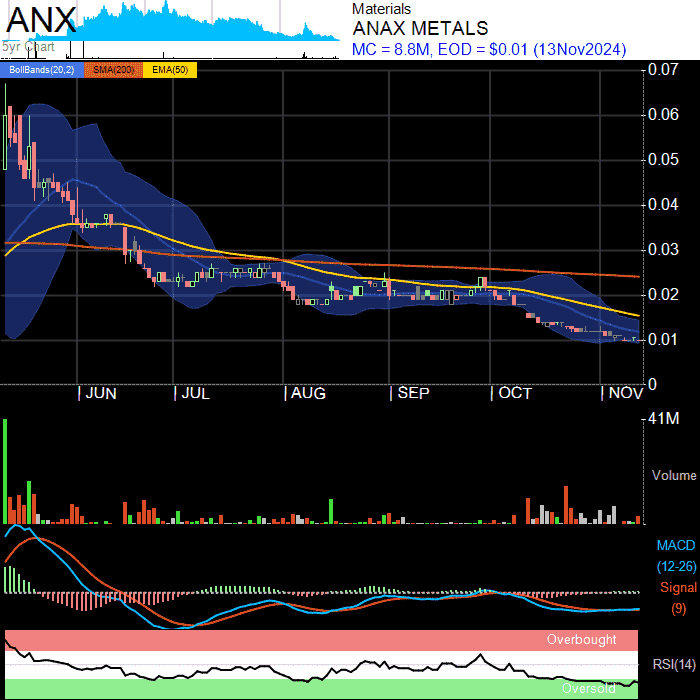 ANX
5yr Chart
Materials
ANAX METALS
MC = 8.8M, EOD = $0.01 (13Nov2024)
BollBands(20,2) SMA(200) EMA(50)
0.07
0.06
0.05
0.04
0.03
0.02
0.01
0
JUN JUL AUG SEP OCT NOV
41M
Volume
MACD
(12-26)
Signal
(9)
Overbought
RSI(14)
Oversold